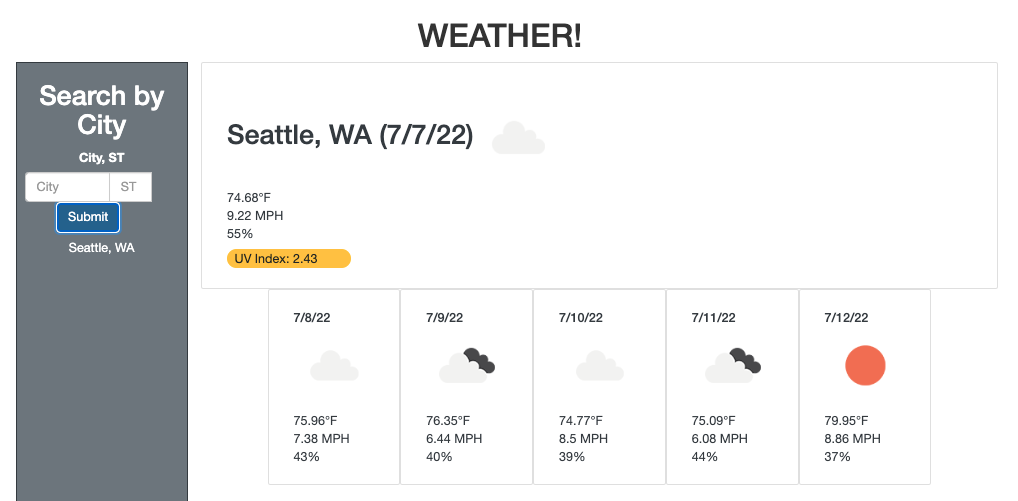 WEATHER!
Search by
City
City, ST
City ST
Submit
Seattle, WA
Seattle, WA (7/7/22)
74.68°F
9.22 MPH
55%
UV Index: 2.43
7/8/22
75.96°F
7.38 MPH
43%
7/9/22
76.35°F
6.44 MPH
40%
7/10/22
74.77°F
8.5 MPH
39%
7/11/22
75.09°F
6.08 MPH
44%
7/12/22
79.95°F
8.86 MPH
37%